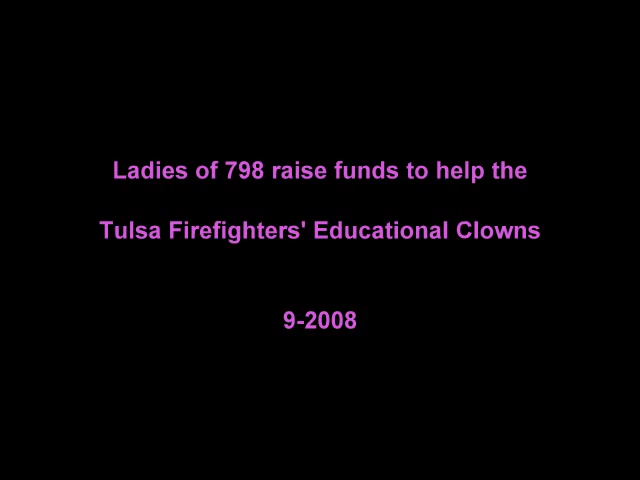 Ladies of 798 raise funds to help the
Tulsa Firefighters' Educational Clowns
9-2008